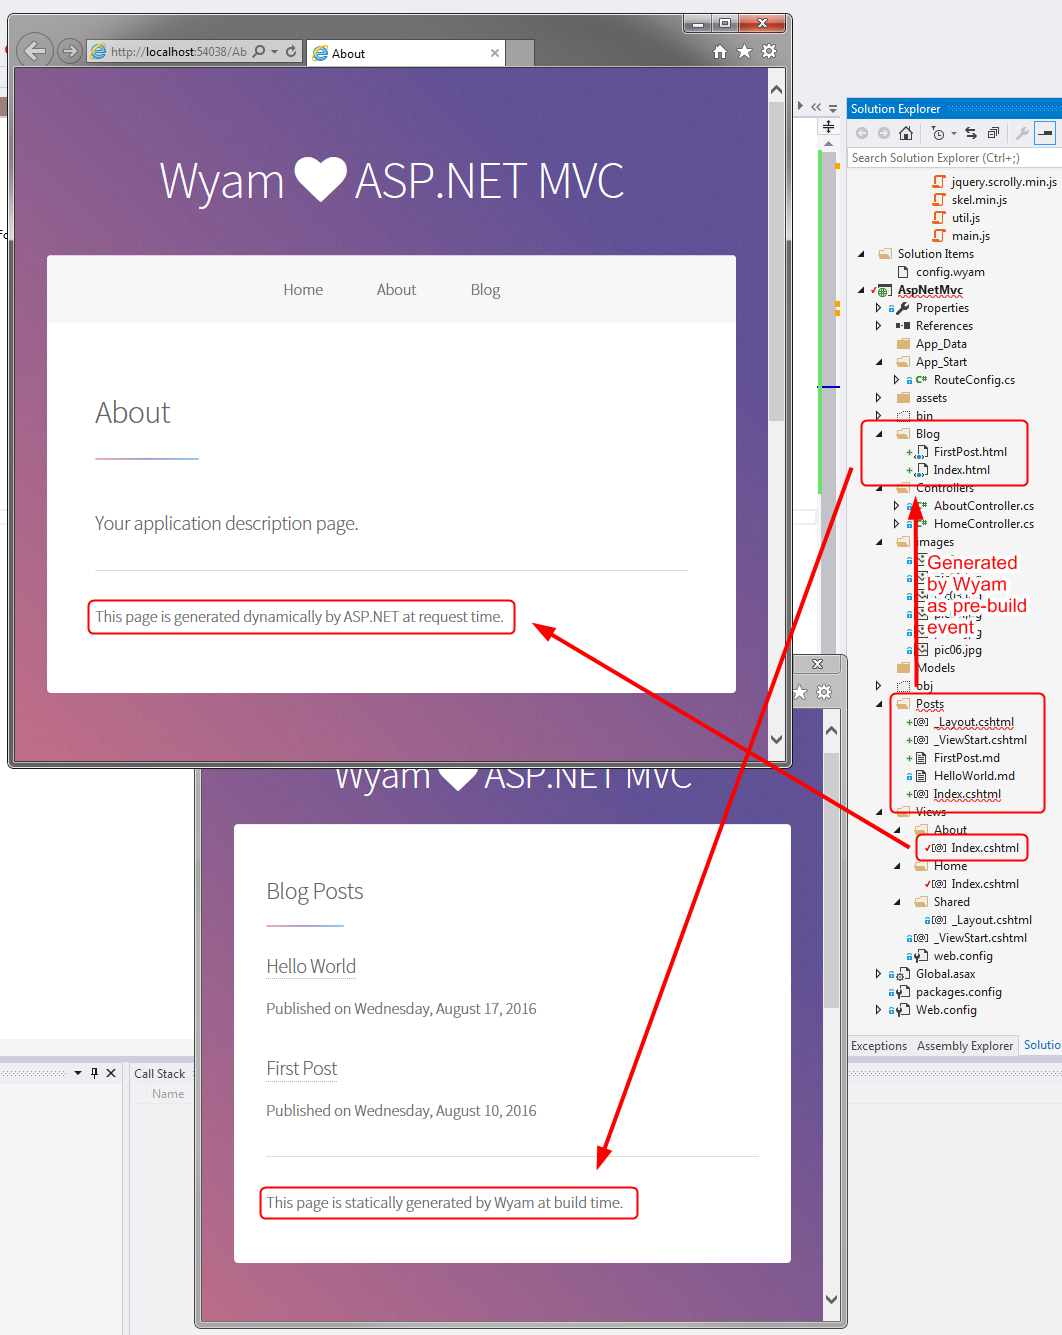 http://localhost:54038/Ab
About
Wyam ASP.NET MVC
Home
About
Blog
About
Your application description page.
This page is generated dynamically by ASP.NET at request time.
Wyam ASP.NET MVC
Blog Posts
Hello World
Published on Wednesday, August 17, 2016
First Post
Published on Wednesday, August 10, 2016
This page is statically generated by Wyam at build time.
Call Stack
Name
Solution Explorer
Search Solution Explorer (Ctrl+;)
jquery.scrolly.min.js
skel.min.js
util.js
main.js
Solution Items
config.wyam
AspNetMvc
Properties
References
App_Data
App_Start
C# RouteConfig.cs
assets
bin
Blog
FirstPost.html
Index.html
Controllers
C# AboutController.cs
C# HomeController.cs
images
Generated
by Wyam
as pre-build
event
pic06.jpg
Models
obj
Posts
[@] _Layout.cshtml
[@] _ViewStart.cshtml
FirstPost.md
HelloWorld.md
[@] Index.cshtml
Views
About
[@] Index.cshtml
Home
[@] Index.cshtml
Shared
[@] _Layout.cshtml
[@] _ViewStart.cshtml
web.config
Global.asax
packages.config
Web.config
Exceptions
Assembly Explorer
Solutio